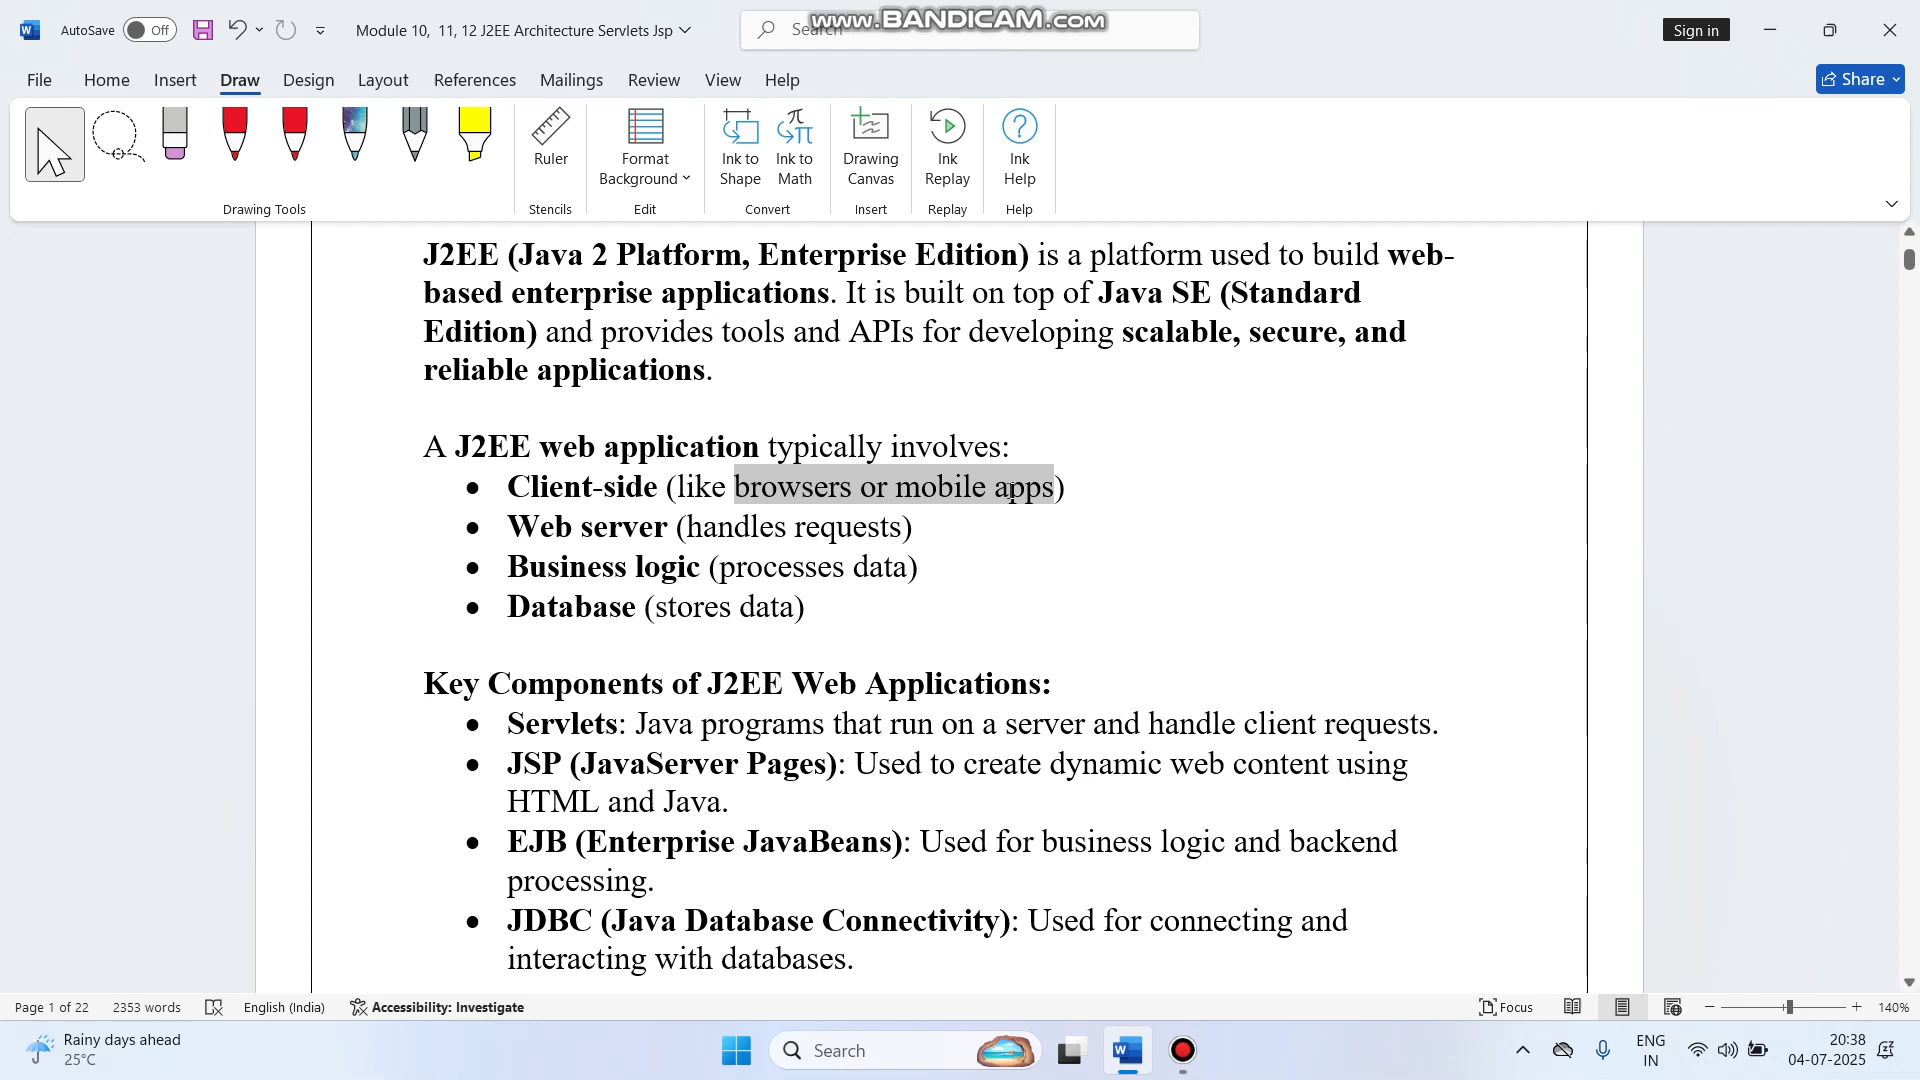 AutoSave Off Module 10, 11, 12 J2EE Architecture Servlets Jsp Search Sign in
www.BANDICAM.com
File Home Insert Draw Design Layout References Mailings Review View Help Share
Ruler Format Background Ink to Shape Ink to Math Drawing Canvas Ink Replay Ink Help
Drawing Tools Stencils Edit Convert Insert Replay Help
J2EE (Java 2 Platform, Enterprise Edition) is a platform used to build web-
based enterprise applications. It is built on top of Java SE (Standard
Edition) and provides tools and APIs for developing scalable, secure, and
reliable applications.
A J2EE web application typically involves:
● Client-side (like browsers or mobile apps)
● Web server (handles requests)
● Business logic (processes data)
● Database (stores data)
Key Components of J2EE Web Applications:
● Servlets: Java programs that run on a server and handle client requests.
● JSP (JavaServer Pages): Used to create dynamic web content using
HTML and Java.
● EJB (Enterprise JavaBeans): Used for business logic and backend
processing.
● JDBC (Java Database Connectivity): Used for connecting and
interacting with databases.
Page 1 of 22 2353 words English (India) Accessibility: Investigate Focus 140%
Rainy days ahead
25°C
Search
ENG
IN
20:38
04-07-2025